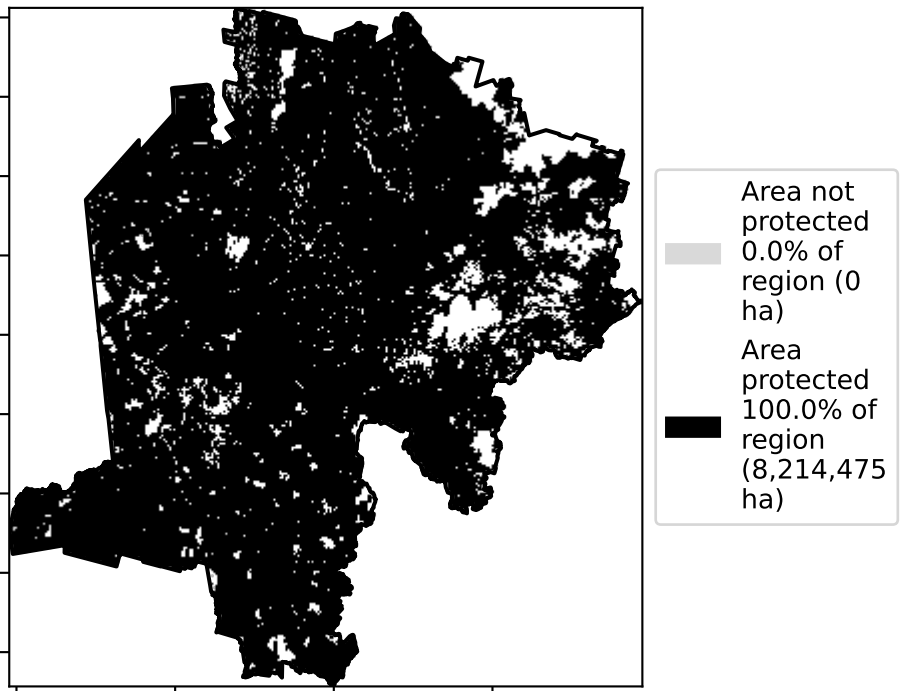 Area not
protected
0.0% of
region (0
ha)
Area
protected
100.0% of
region
(8,214,475
ha)